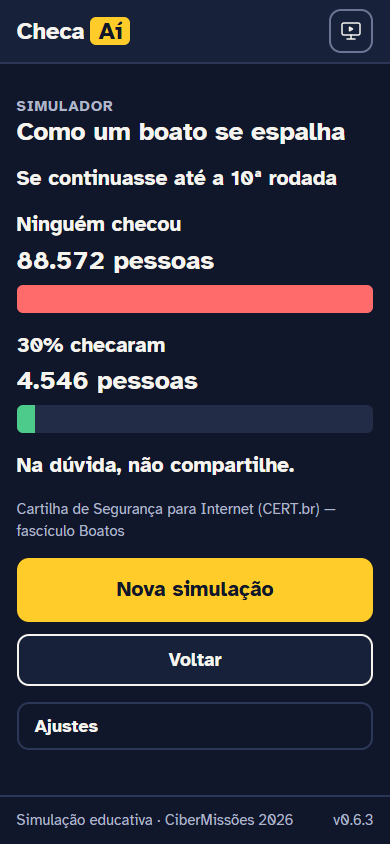 Checa Aí
SIMULADOR
Como um boato se espalha
Se continuasse até a 10ª rodada
Ninguém checou
88.572 pessoas
30% checaram
4.546 pessoas
Na dúvida, não compartilhe.
Cartilha de Segurança para Internet (CERT.br) —
fascículo Boatos
Nova simulação
Voltar
Ajustes
Simulação educativa · CiberMissões 2026 v0.6.3